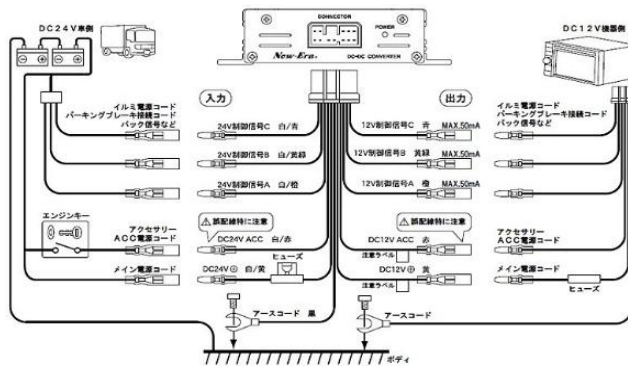 CONNECTOR
POWER
New-Era
DC-DC CONVERTER
DC24V車側
DC12V機器側
入力
出力
イルミ電源コード
パーキングブレーキ接続コード
バック信号など
24V制御信号C 白/青
12V制御信号C 青 MAX.50mA
イルミ電源コード
パーキングブレーキ接続コード
バック信号など
24V制御信号B 白/黄緑
12V制御信号B 黄緑 MAX.50mA
24V制御信号A 白/橙
12V制御信号A 橙 MAX.50mA
エンジンキー
アクセサリー
ACC電源コード
⚠誤配線特に注意
DC24V ACC 白/赤
DC12V ACC 赤
注意ラベル
⚠誤配線特に注意
アクセサリー
ACC電源コード
メイン電源コード
DC24V⊕ 白/黄
ヒューズ
DC12V⊕ 黄
注意ラベル
メイン電源コード
ヒューズ
アースコード 黒
アースコード
ボディ